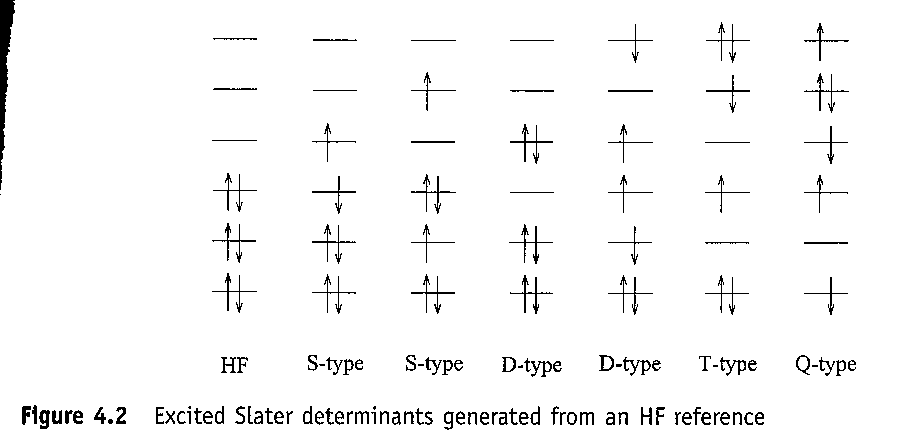 HF S-type S-type D-type D-type T-type Q-type
Figure 4.2 Excited Slater determinants generated from an HF reference